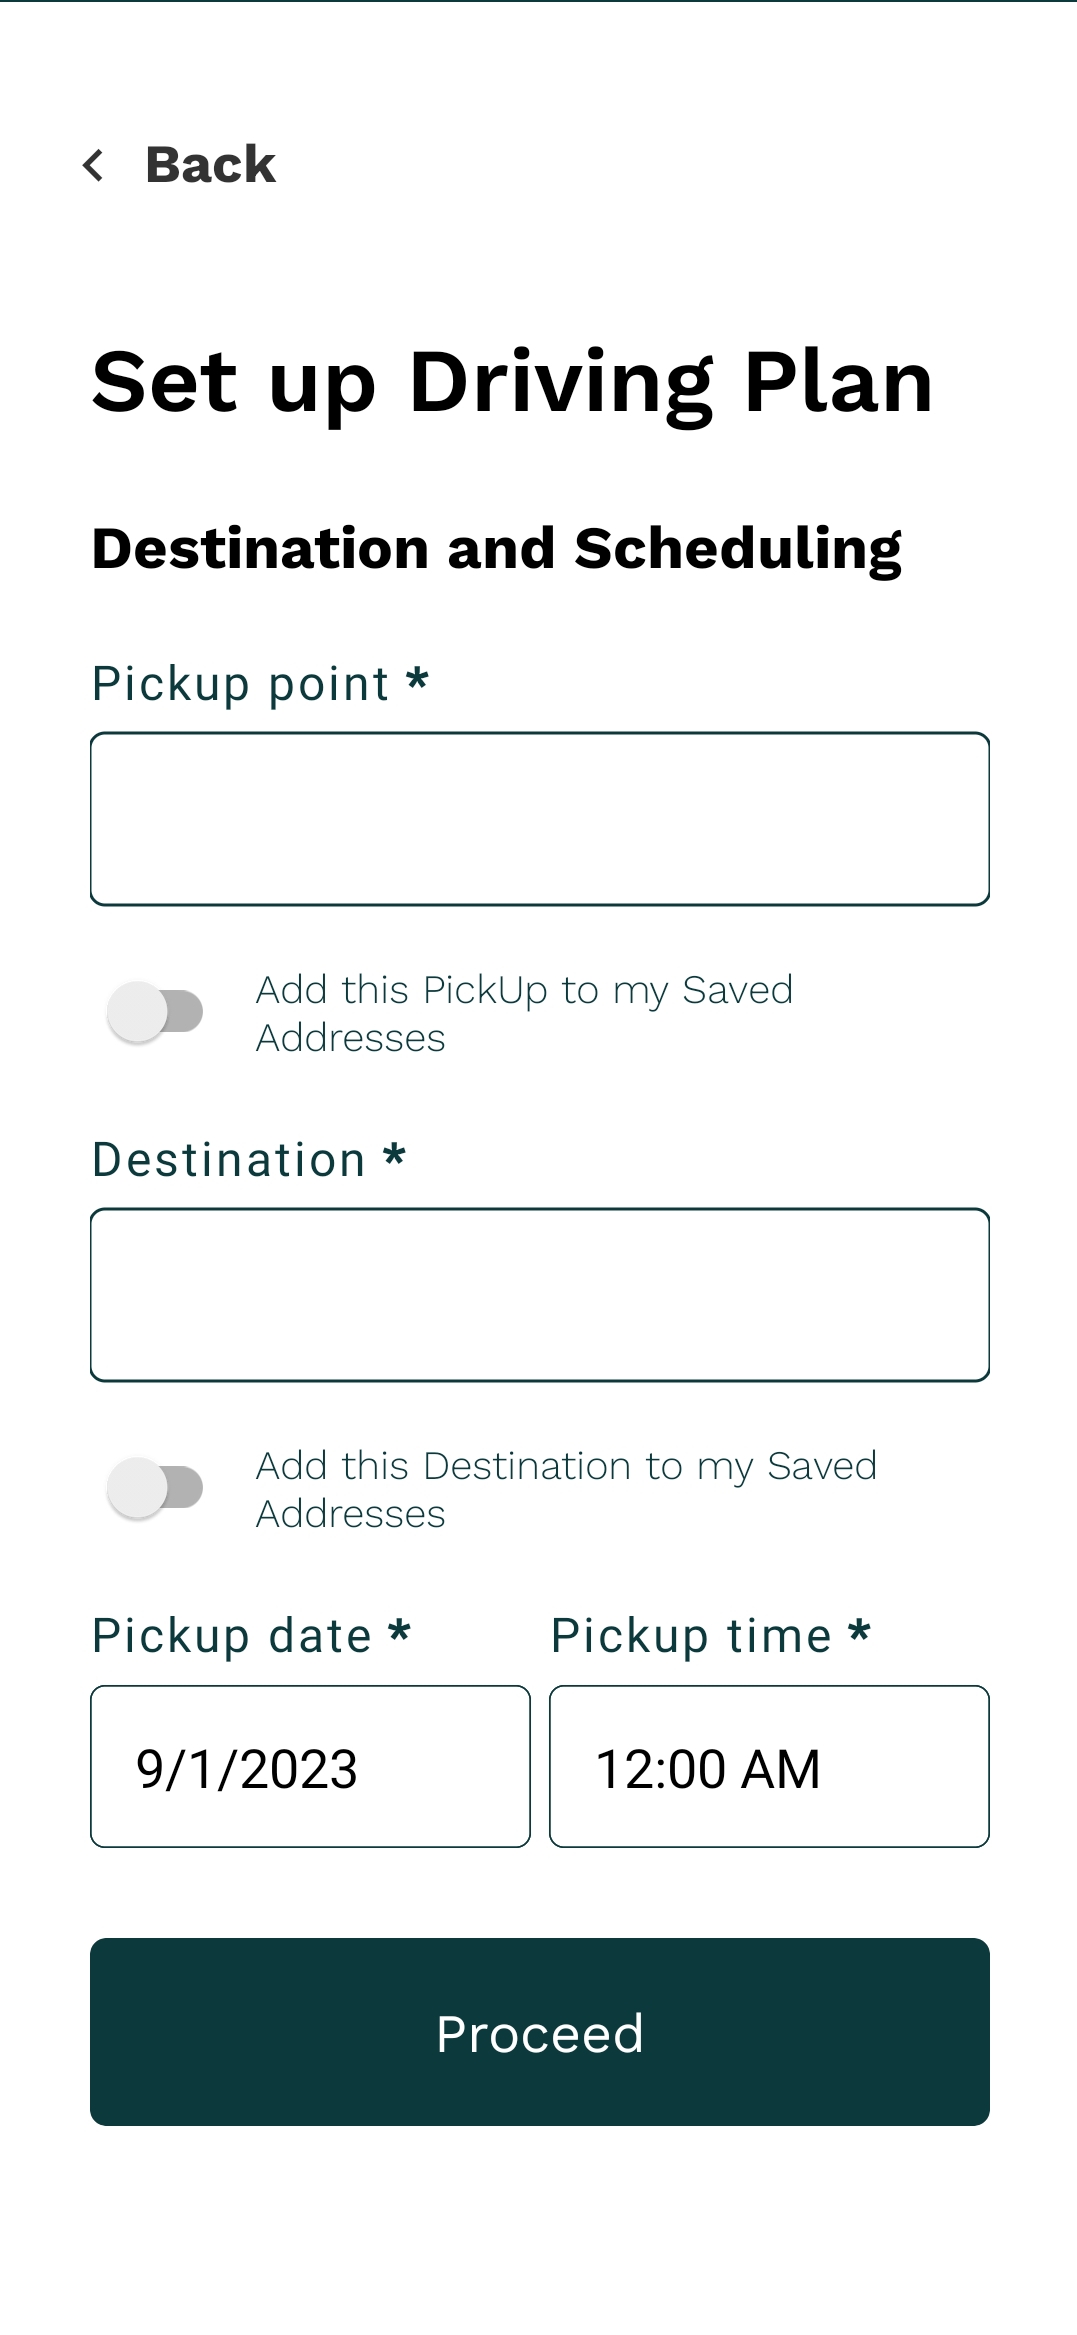 Back
Set up Driving Plan
Destination and Scheduling
Pickup point *
Add this PickUp to my Saved
Addresses
Destination *
Add this Destination to my Saved
Addresses
Pickup date * Pickup time *
9/1/2023 12:00 AM
Proceed